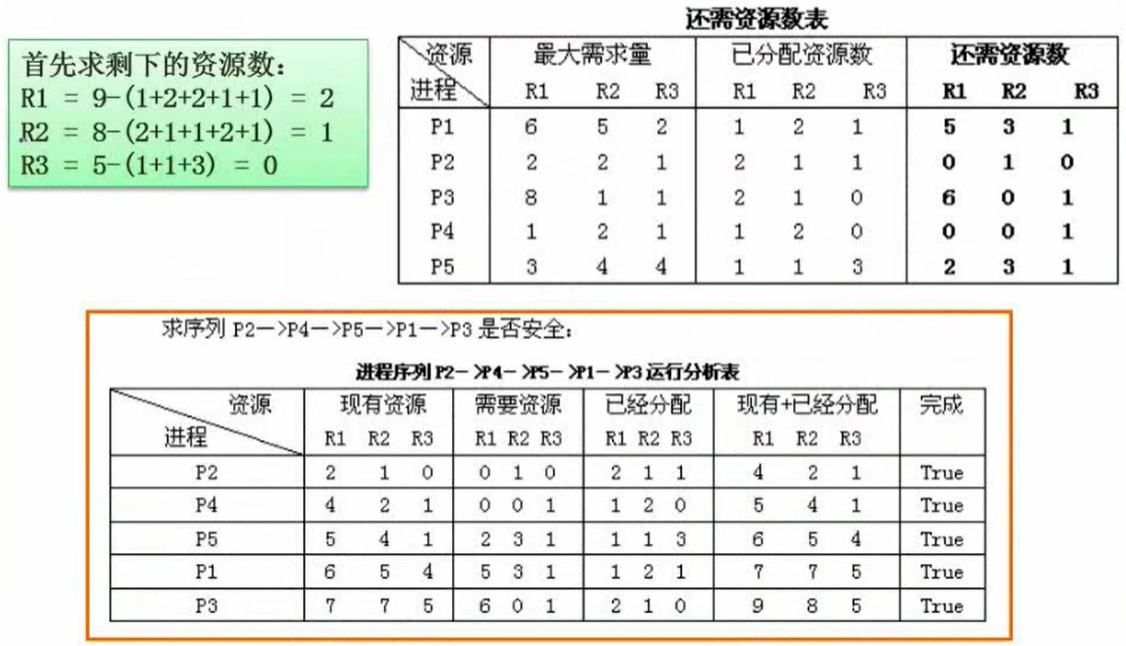 首先求剩下的资源数：
R1 = 9-(1+2+2+1+1) = 2
R2 = 8-(2+1+1+2+1) = 1
R3 = 5-(1+1+3) = 0
还需资源数表
资源 最大需求量 已分配资源数 还需资源数
进程 R1 R2 R3 R1 R2 R3 R1 R2 R3
P1 6 5 2 1 2 1 5 3 1
P2 2 2 1 2 1 1 0 1 0
P3 8 1 1 2 1 0 6 0 1
P4 1 2 1 1 2 0 0 0 1
P5 3 4 4 1 1 3 2 3 1
求序列 P2—>P4—>P5—>P1—>P3 是否安全：
进程序列 P2—>P4—>P5—>P1—>P3 运行分析表
资源 现有资源 需要资源 已经分配 现有+已经分配 完成
进程 R1 R2 R3 R1 R2 R3 R1 R2 R3 R1 R2 R3
P2 2 1 0 0 1 0 2 1 1 4 2 1 True
P4 4 2 1 0 0 1 1 2 0 5 4 1 True
P5 5 4 1 2 3 1 1 1 3 6 5 4 True
P1 6 5 4 5 3 1 1 2 1 7 7 5 True
P3 7 7 5 6 0 1 2 1 0 9 8 5 True